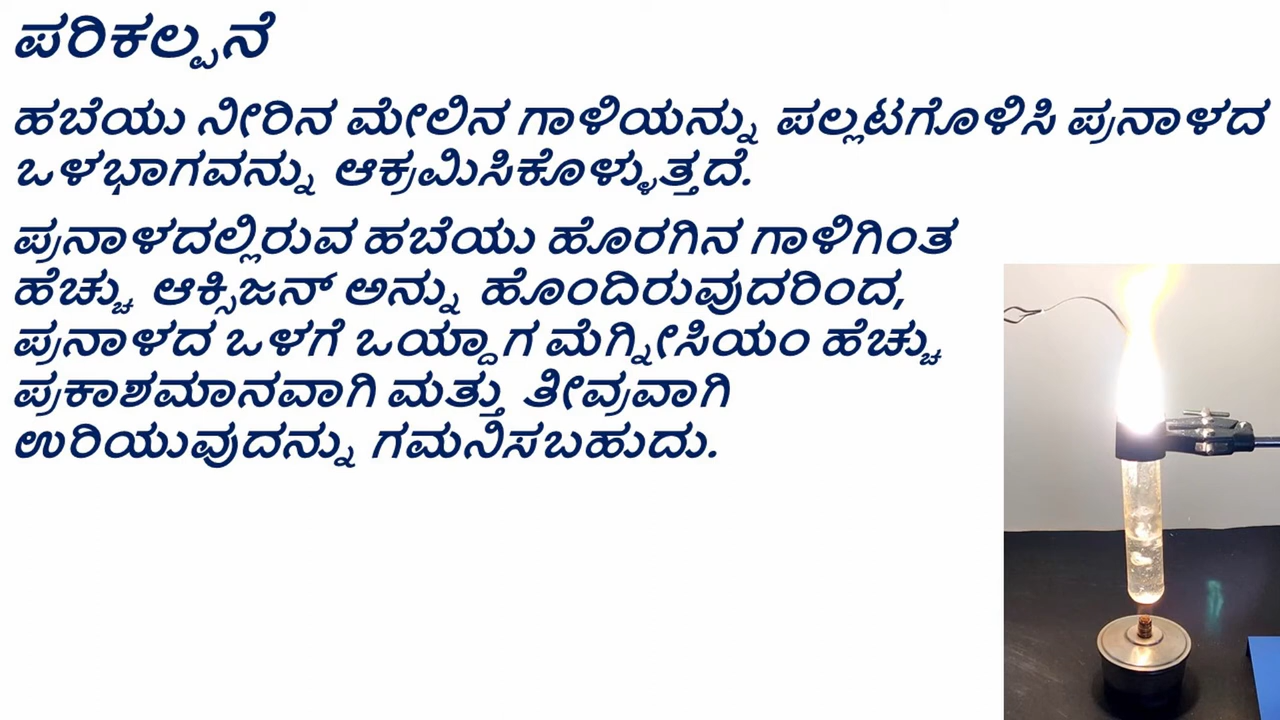 ಪರಿಕಲ್ಪನೆ
ಹಬೆಯು ನೀರಿನ ಮೇಲಿನ ಗಾಳಿಯನ್ನು ಪಲ್ಲಟಗೊಳಿಸಿ ಪ್ರನಾಳದ
ಒಳಭಾಗವನ್ನು ಆಕ್ರಮಿಸಿಕೊಳ್ಳುತ್ತದೆ.
ಪ್ರನಾಳದಲ್ಲಿರುವ ಹಬೆಯು ಹೊರಗಿನ ಗಾಳಿಗಿಂತ
ಹೆಚ್ಚು ಆಕ್ಸಿಜನ್ ಅನ್ನು ಹೊಂದಿರುವುದರಿಂದ,
ಪ್ರನಾಳದ ಒಳಗೆ ಒಯ್ದಾಗ ಮೆಗ್ನೀಸಿಯಂ ಹೆಚ್ಚು
ಪ್ರಕಾಶಮಾನವಾಗಿ ಮತ್ತು ತೀವ್ರವಾಗಿ
ಉರಿಯುವುದನ್ನು ಗಮನಿಸಬಹುದು.